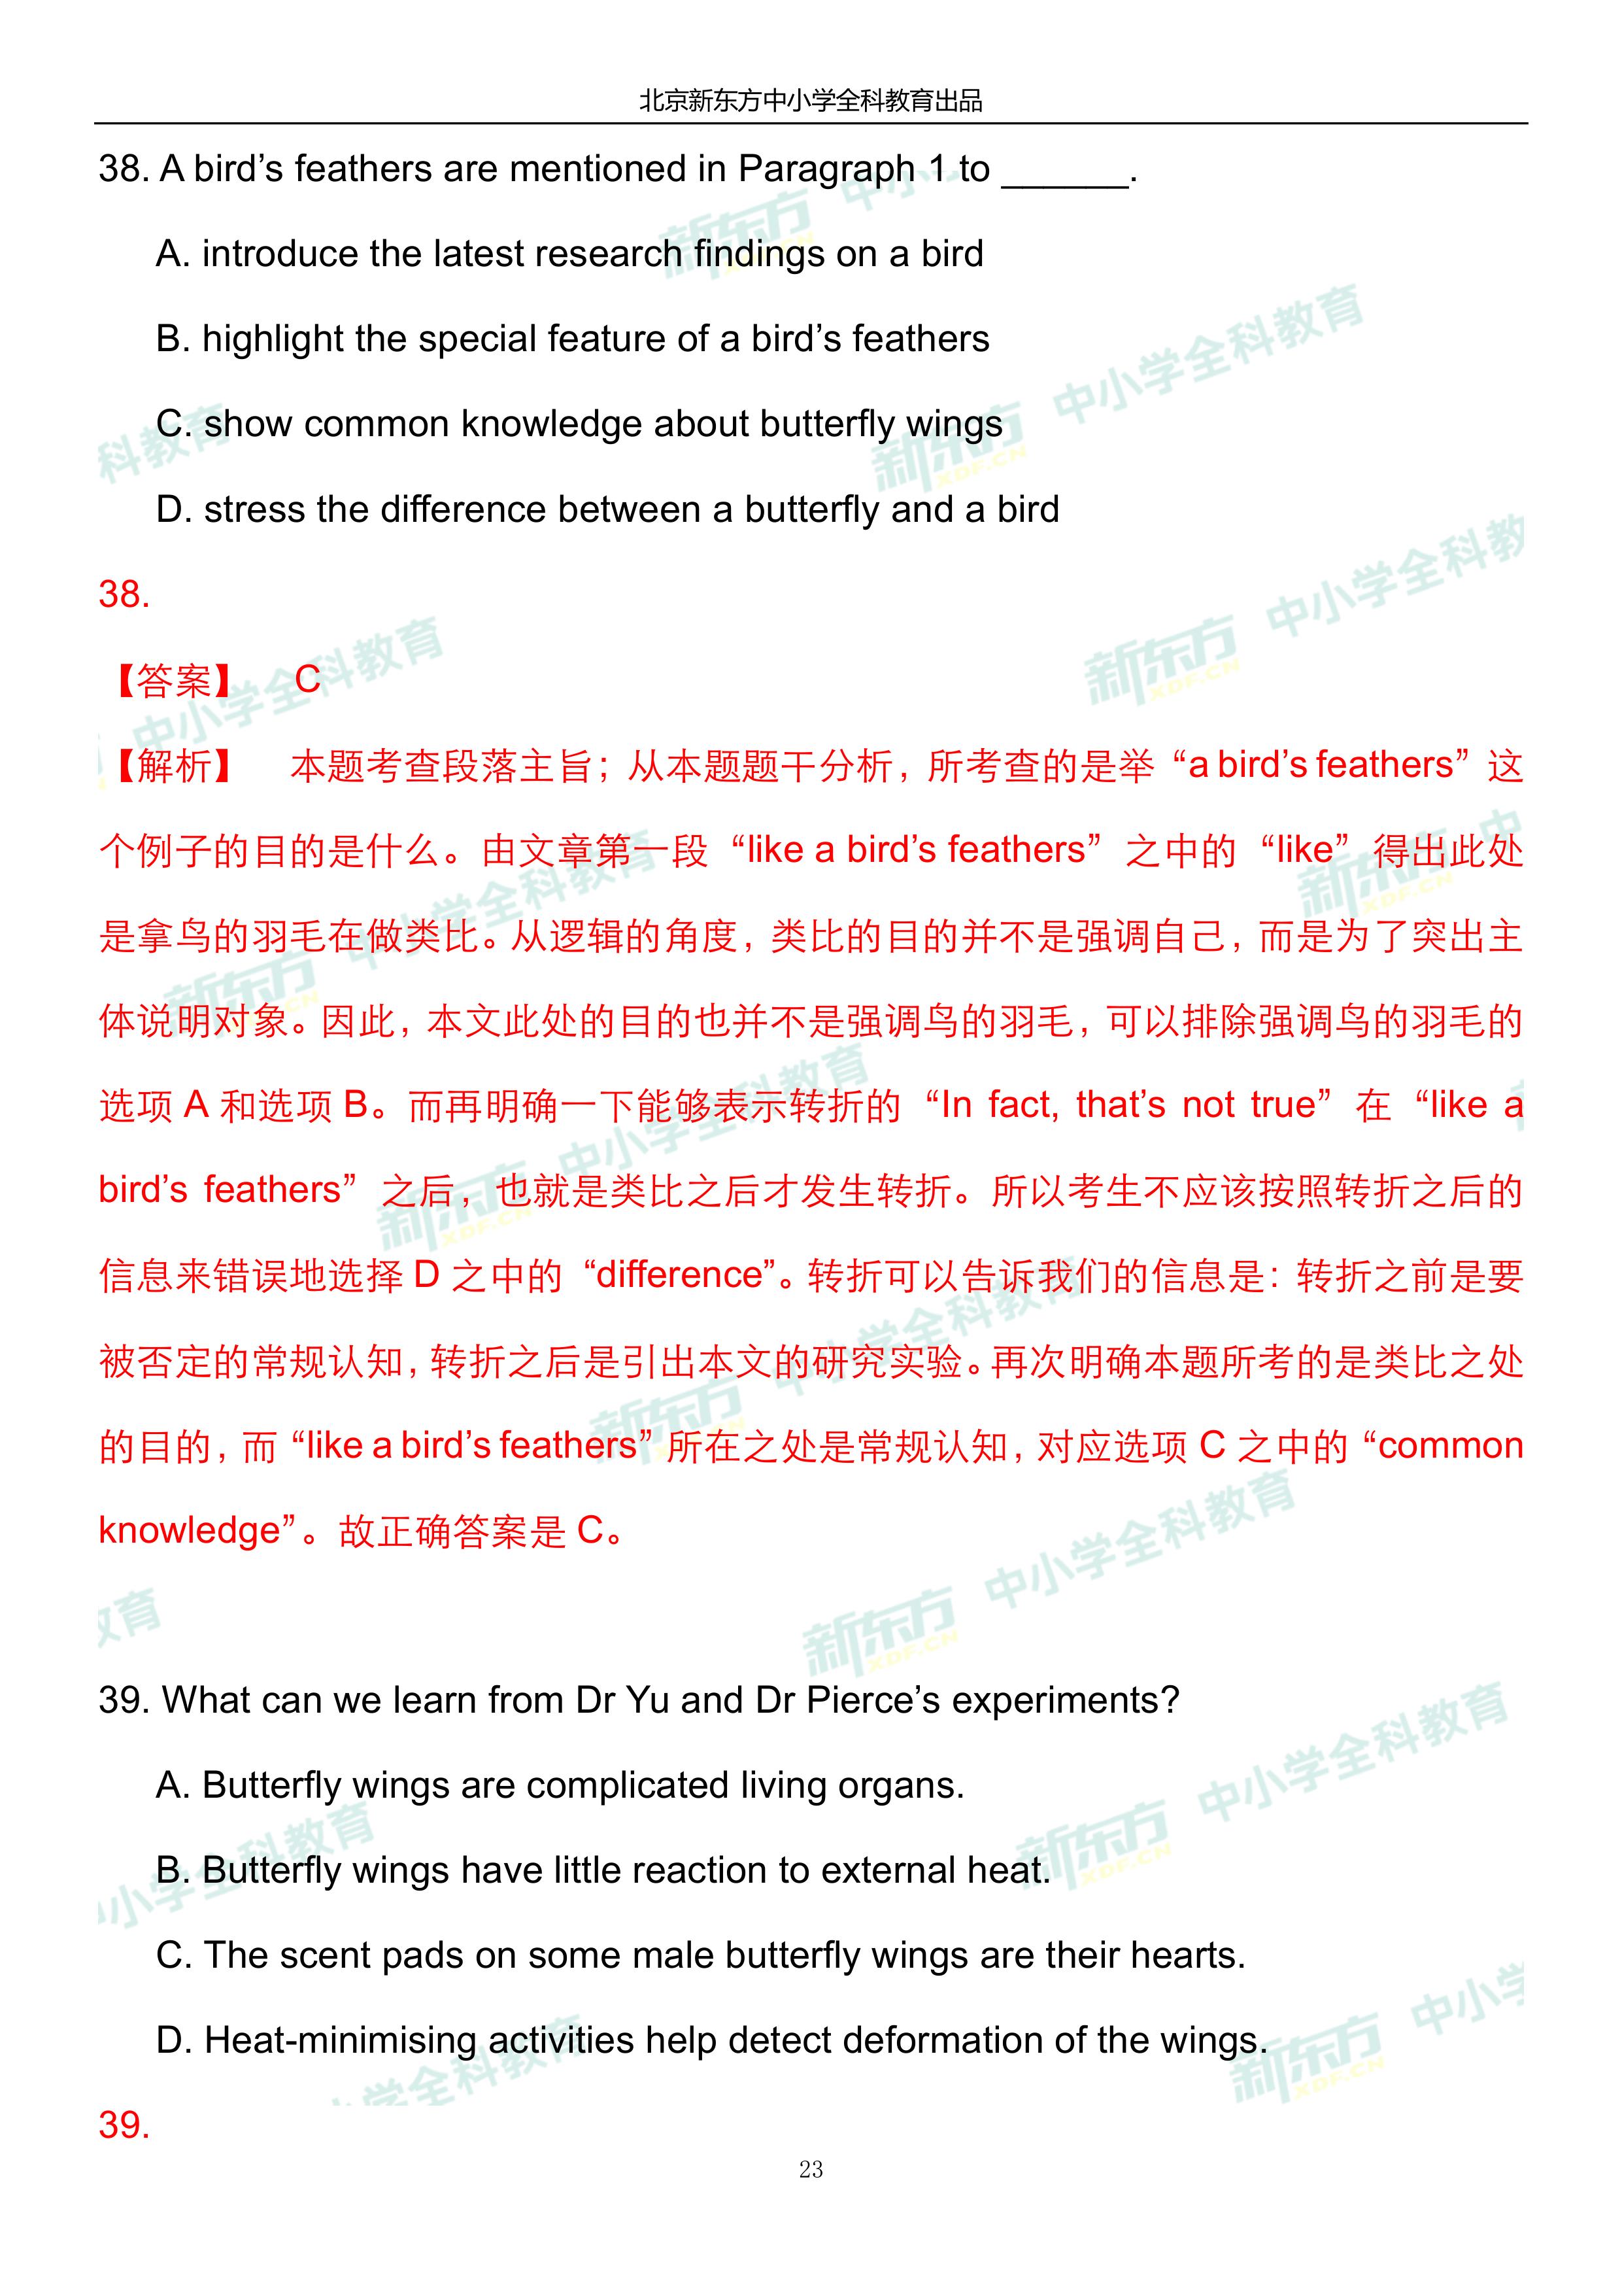 北京新东方中小学全科教育出品
38. A bird’s feathers are mentioned in Paragraph 1 to ______.
A. introduce the latest research findings on a bird
B. highlight the special feature of a bird’s feathers
C. show common knowledge about butterfly wings
D. stress the difference between a butterfly and a bird
38.
【答案】 C
【解析】 本题考查段落主旨；从本题题干分析，所考查的是举“a bird’s feathers”这
个例子的目的是什么。由文章第一段“like a bird’s feathers”之中的“like”得出此处
是拿鸟的羽毛在做类比。从逻辑的角度，类比的目的并不是强调自己，而是为了突出主
体说明对象。因此，本文此处的目的也并不是强调鸟的羽毛，可以排除强调鸟的羽毛的
选项 A 和选项 B。而再明确一下能够表示转折的“In fact, that’s not true”在“like a
bird’s feathers”之后，也就是类比之后才发生转折。所以考生不应该按照转折之后的
信息来错误地选择 D 之中的“difference”。转折可以告诉我们的信息是：转折之前是要
被否定的常规认知，转折之后是引出本文的研究实验。再次明确本题所考的是类比之处
的目的，而“like a bird’s feathers”所在之处是常规认知，对应选项 C 之中的“common
knowledge”。故正确答案是 C。
39. What can we learn from Dr Yu and Dr Pierce’s experiments?
A. Butterfly wings are complicated living organs.
B. Butterfly wings have little reaction to external heat.
C. The scent pads on some male butterfly wings are their hearts.
D. Heat-minimising activities help detect deformation of the wings.
39.
23
新东方 XDF.CN 中小学全科教育